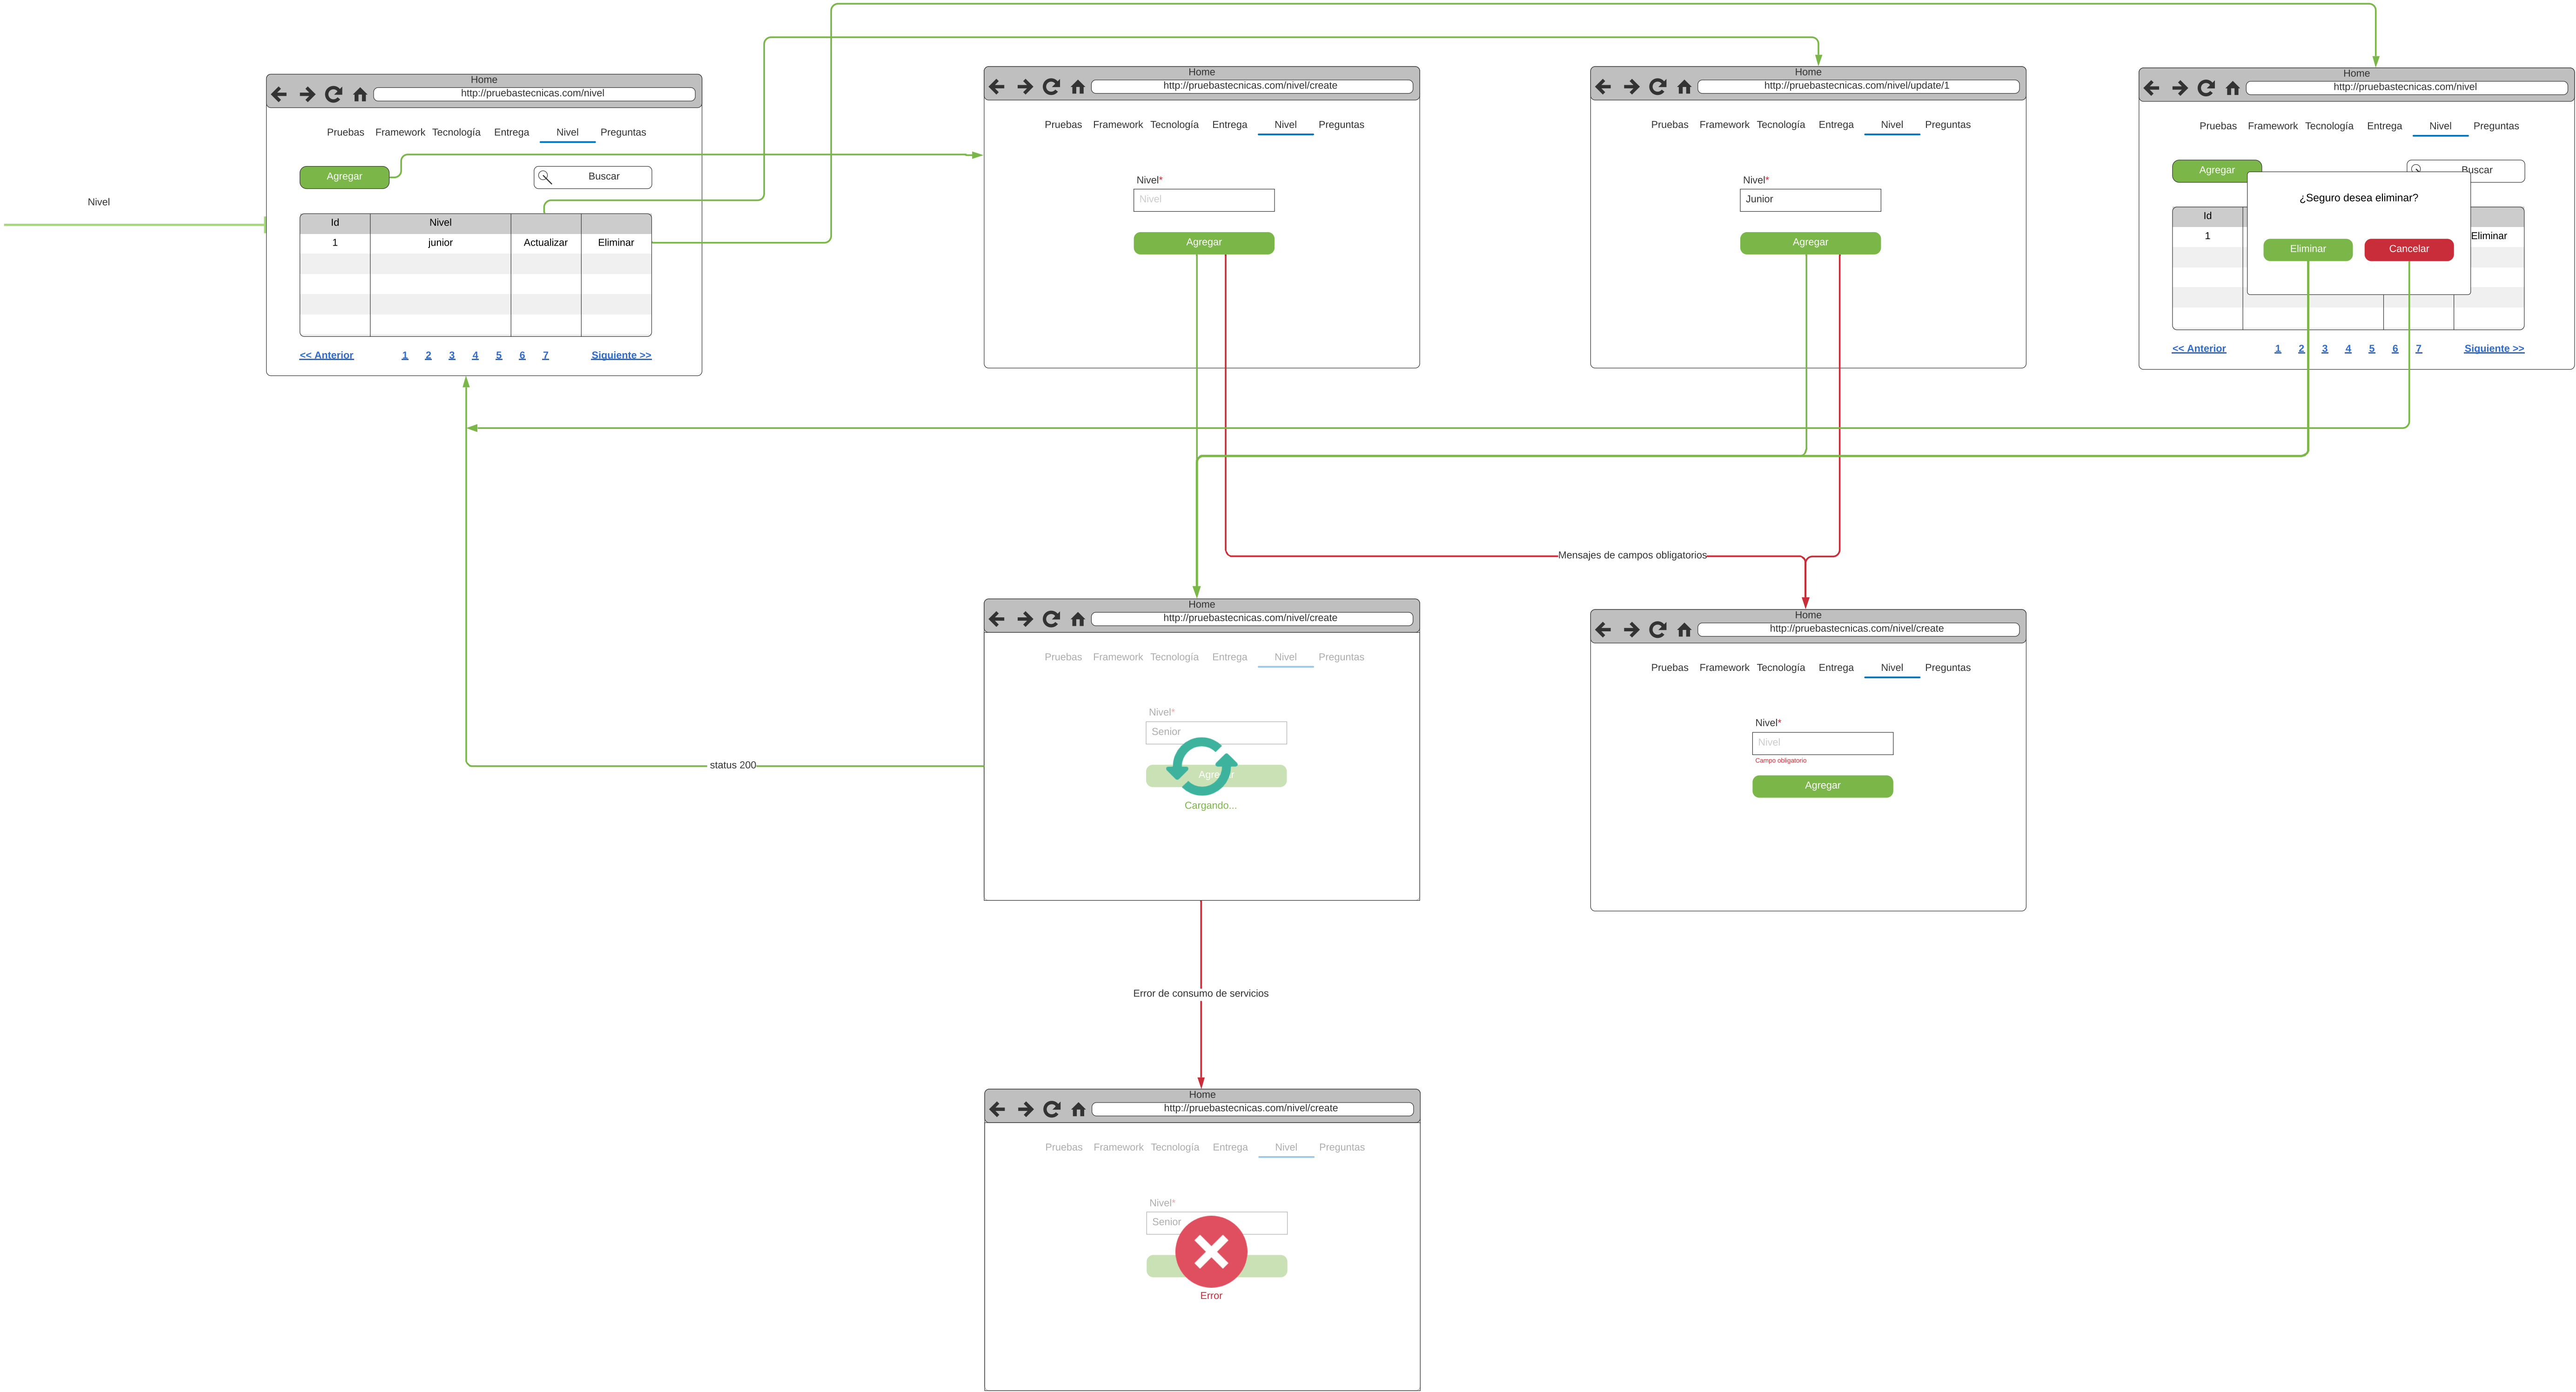 Nivel
Home
http://pruebastecnicas.com/nivel
Pruebas Framework Tecnología Entrega Nivel Preguntas
Agregar Buscar
Id Nivel
1 junior Actualizar Eliminar
<< Anterior 1 2 3 4 5 6 7 Siguiente >>
Home
http://pruebastecnicas.com/nivel/create
Pruebas Framework Tecnología Entrega Nivel Preguntas
Nivel*
Nivel
Agregar
Home
http://pruebastecnicas.com/nivel/update/1
Pruebas Framework Tecnología Entrega Nivel Preguntas
Nivel*
Junior
Agregar
Home
http://pruebastecnicas.com/nivel
Pruebas Framework Tecnología Entrega Nivel Preguntas
Agregar Buscar
¿Seguro desea eliminar?
Id
1 Eliminar
Eliminar Cancelar
<< Anterior 1 2 3 4 5 6 7 Siguiente >>
Mensajes de campos obligatorios
Home
http://pruebastecnicas.com/nivel/create
Pruebas Framework Tecnología Entrega Nivel Preguntas
Nivel*
Senior
Agregar
Cargando...
status 200
Home
http://pruebastecnicas.com/nivel/create
Pruebas Framework Tecnología Entrega Nivel Preguntas
Nivel*
Nivel
Campo obligatorio
Agregar
Error de consumo de servicios
Home
http://pruebastecnicas.com/nivel/create
Pruebas Framework Tecnología Entrega Nivel Preguntas
Nivel*
Senior
Error